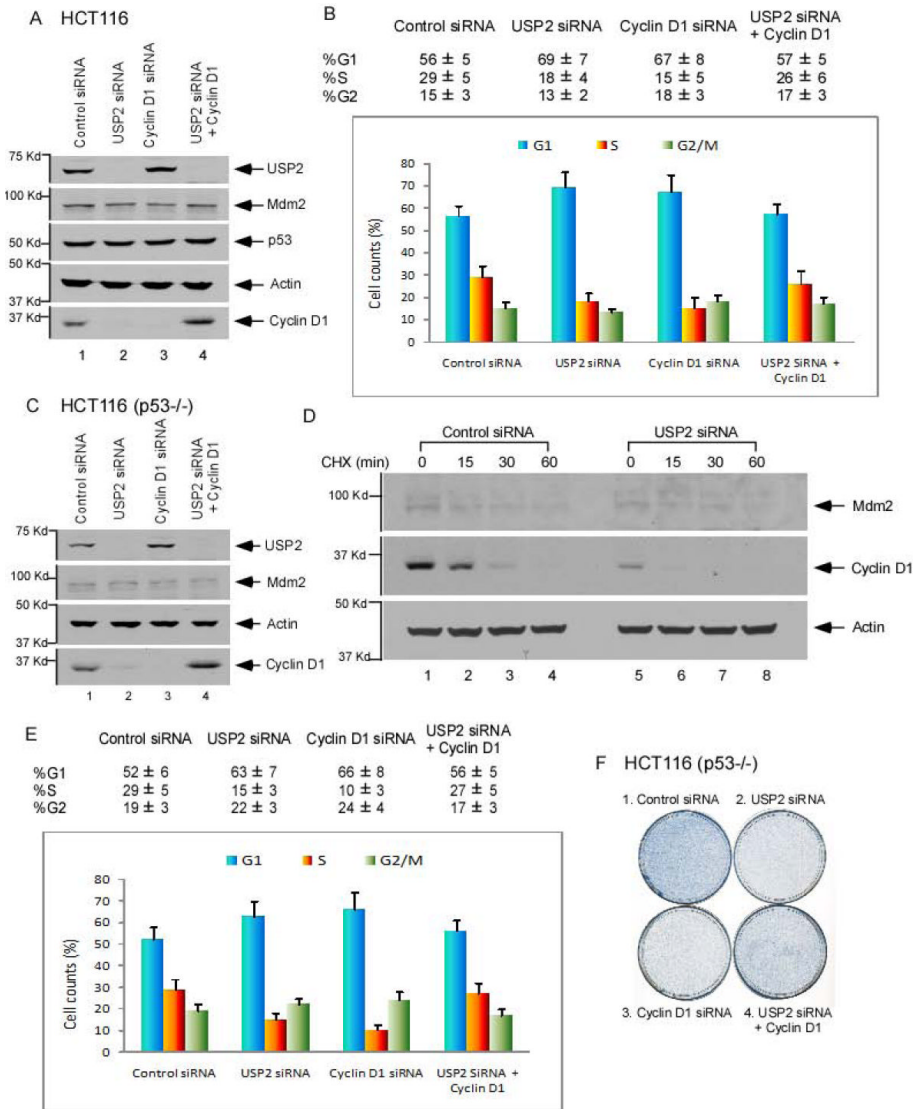 A HCT116
Control siRNA
USP2 siRNA
Cyclin D1 siRNA
USP2 siRNA
+ Cyclin D1
75 Kd
USP2
100 Kd
Mdm2
50 Kd
p53
50 Kd
Actin
37 Kd
37 Kd
Cyclin D1
1 2 3 4
B
Control siRNA USP2 siRNA Cyclin D1 siRNA USP2 siRNA
+ Cyclin D1
%G1 56 ± 5 69 ± 7 67 ± 8 57 ± 5
%S 29 ± 5 18 ± 4 15 ± 5 26 ± 6
%G2 15 ± 3 13 ± 2 18 ± 3 17 ± 3
G1 S G2/M
Cell counts (%)
80
70
60
50
40
30
20
10
0
Control siRNA USP2 siRNA Cyclin D1 siRNA USP2 SiRNA +
Cyclin D1
C HCT116 (p53-/-)
Control siRNA
USP2 siRNA
Cyclin D1 siRNA
USP2 siRNA
+ Cyclin D1
75 Kd
USP2
100 Kd
Mdm2
50 Kd
Actin
37 Kd
37 Kd
Cyclin D1
1 2 3 4
D
Control siRNA USP2 siRNA
CHX (min) 0 15 30 60 0 15 30 60
100 Kd
Mdm2
37 Kd
Cyclin D1
50 Kd
Actin
37 Kd
1 2 3 4 5 6 7 8
E
Control siRNA USP2 siRNA Cyclin D1 siRNA USP2 siRNA
+ Cyclin D1
%G1 52 ± 6 63 ± 7 66 ± 8 56 ± 5
%S 29 ± 5 15 ± 3 10 ± 3 27 ± 5
%G2 19 ± 3 22 ± 3 24 ± 4 17 ± 3
G1 S G2/M
Cell counts (%)
80
70
60
50
40
30
20
10
0
Control siRNA USP2 siRNA Cyclin D1 siRNA USP2 SiRNA +
Cyclin D1
F HCT116 (p53-/-)
1. Control siRNA 2. USP2 siRNA
3. Cyclin D1 siRNA 4. USP2 siRNA
+ Cyclin D1